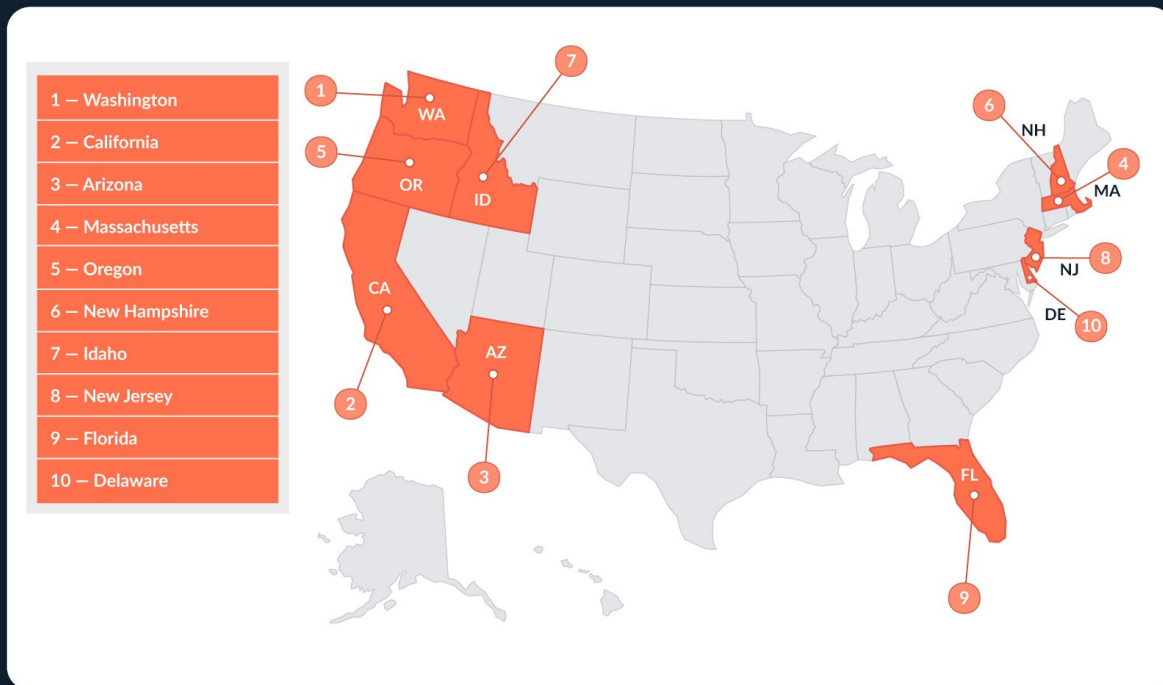 1 — Washington
2 — California
3 — Arizona
4 — Massachusetts
5 — Oregon
6 — New Hampshire
7 — Idaho
8 — New Jersey
9 — Florida
10 — Delaware
7
1
WA
6
NH
5
OR
4
MA
ID
8
NJ
CA
DE
10
AZ
2
3
FL
9